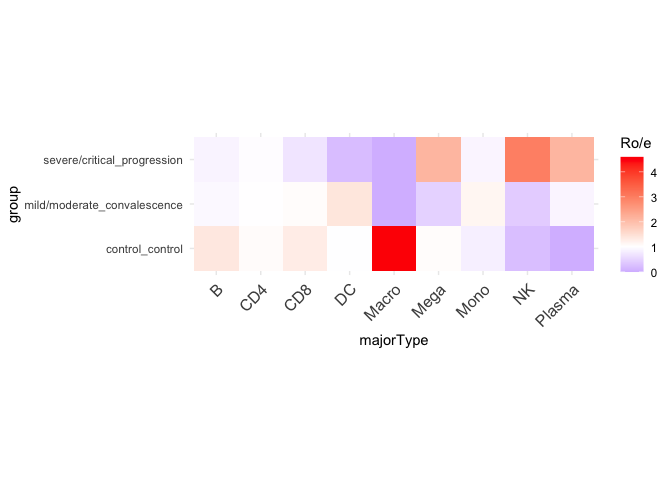 Ro/e
severe/critical_progression
mild/moderate_convalescence
control_control
group
4
3
2
1
0
B
CD4
CD8
DC
Macro
Mega
Mono
NK
Plasma
majorType